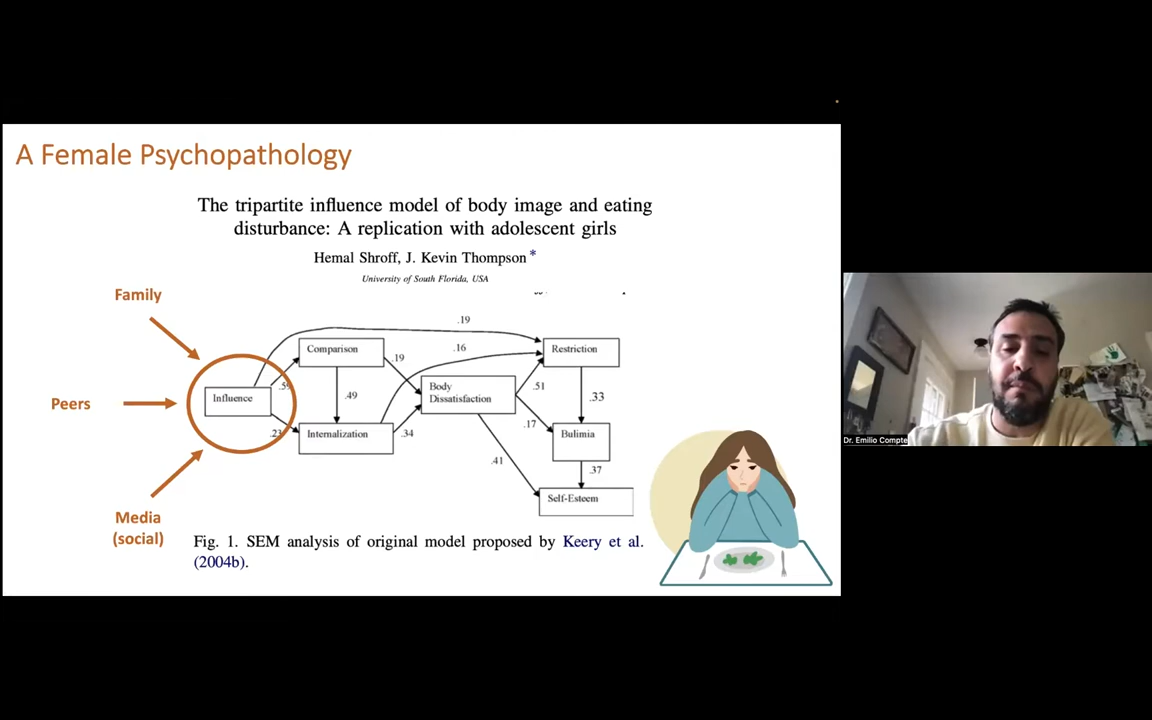 A Female Psychopathology
The tripartite influence model of body image and eating
disturbance: A replication with adolescent girls
Hemal Shroff, J. Kevin Thompson *
University of South Florida, USA
Family
Peers
Media
(social)
.19
Comparison
.16
Restriction
.19
.59
Influence
.49
Body
Dissatisfaction
.51
.33
.23
Internalization
.34
.17
Bulimia
.41
.37
Self-Esteem
Fig. 1. SEM analysis of original model proposed by Keery et al.
(2004b).
Dr. Emilio Compte